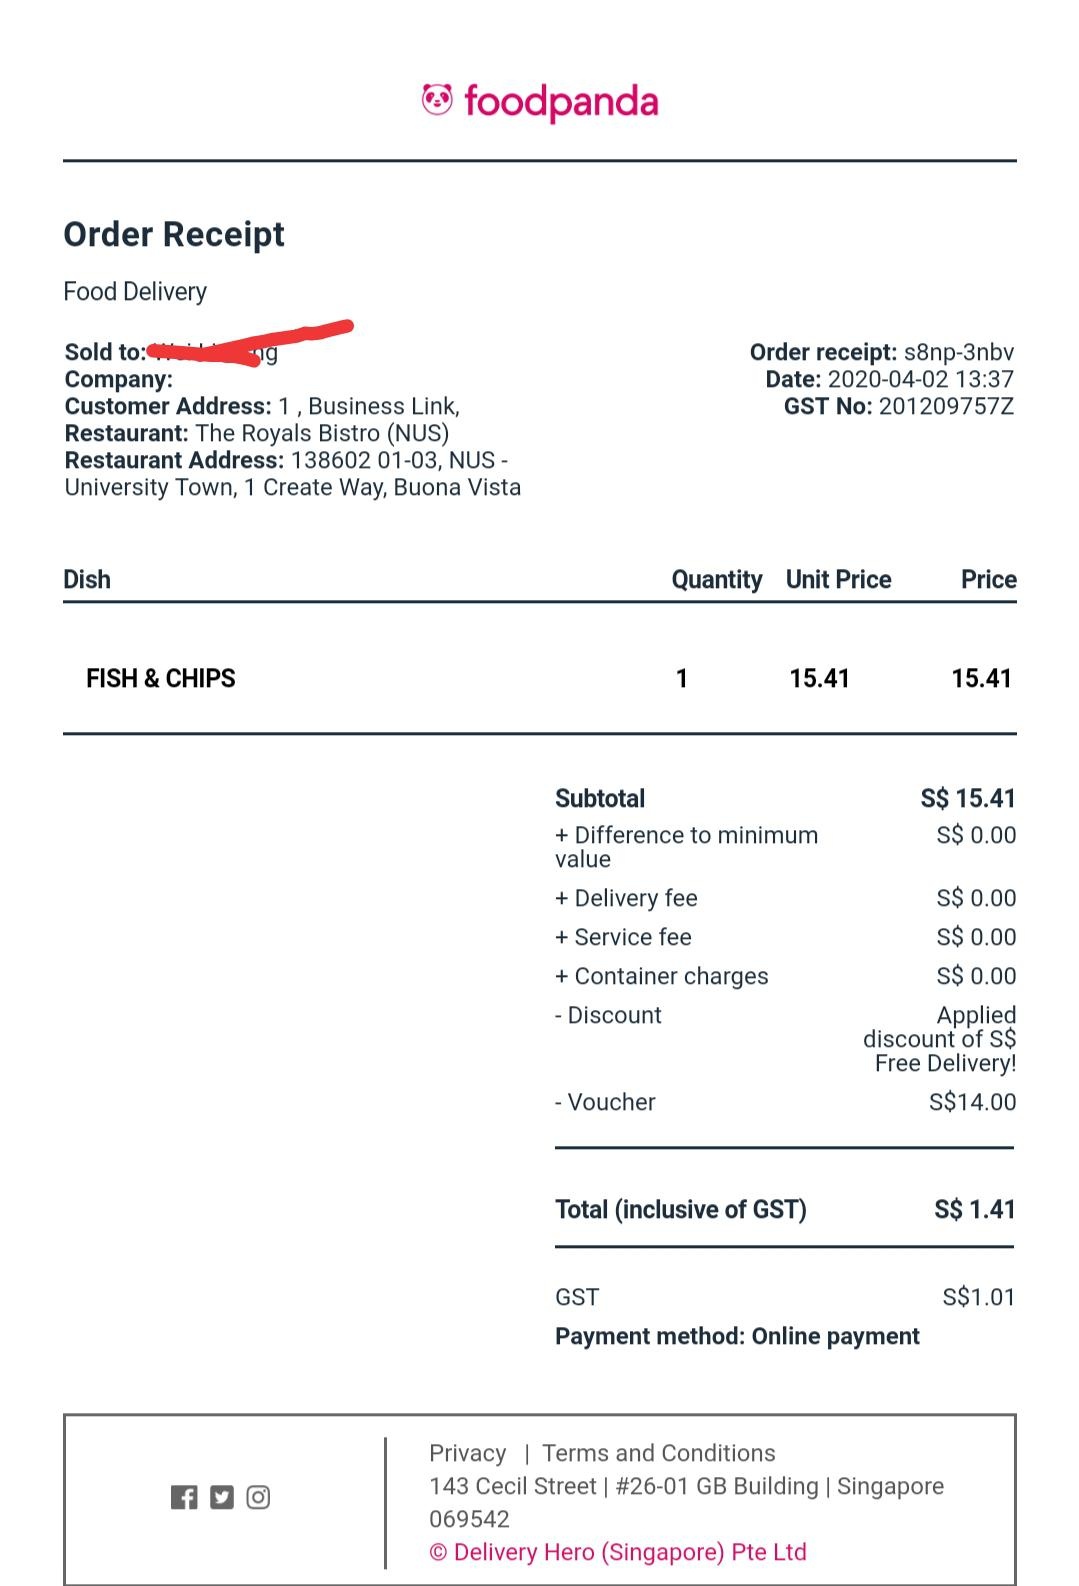 foodpanda
Order Receipt
Food Delivery
Sold to:
Company:
Customer Address: 1 , Business Link,
Restaurant: The Royals Bistro (NUS)
Restaurant Address: 138602 01-03, NUS -
University Town, 1 Create Way, Buona Vista
Order receipt: s8np-3nbv
Date: 2020-04-02 13:37
GST No: 201209757Z
Dish Quantity Unit Price Price
FISH & CHIPS 1 15.41 15.41
Subtotal S$ 15.41
+ Difference to minimum S$ 0.00
value
+ Delivery fee S$ 0.00
+ Service fee S$ 0.00
+ Container charges S$ 0.00
- Discount Applied
discount of S$
Free Delivery!
- Voucher S$14.00
Total (inclusive of GST) S$ 1.41
GST S$1.01
Payment method: Online payment
Privacy | Terms and Conditions
143 Cecil Street | #26-01 GB Building | Singapore
069542
© Delivery Hero (Singapore) Pte Ltd